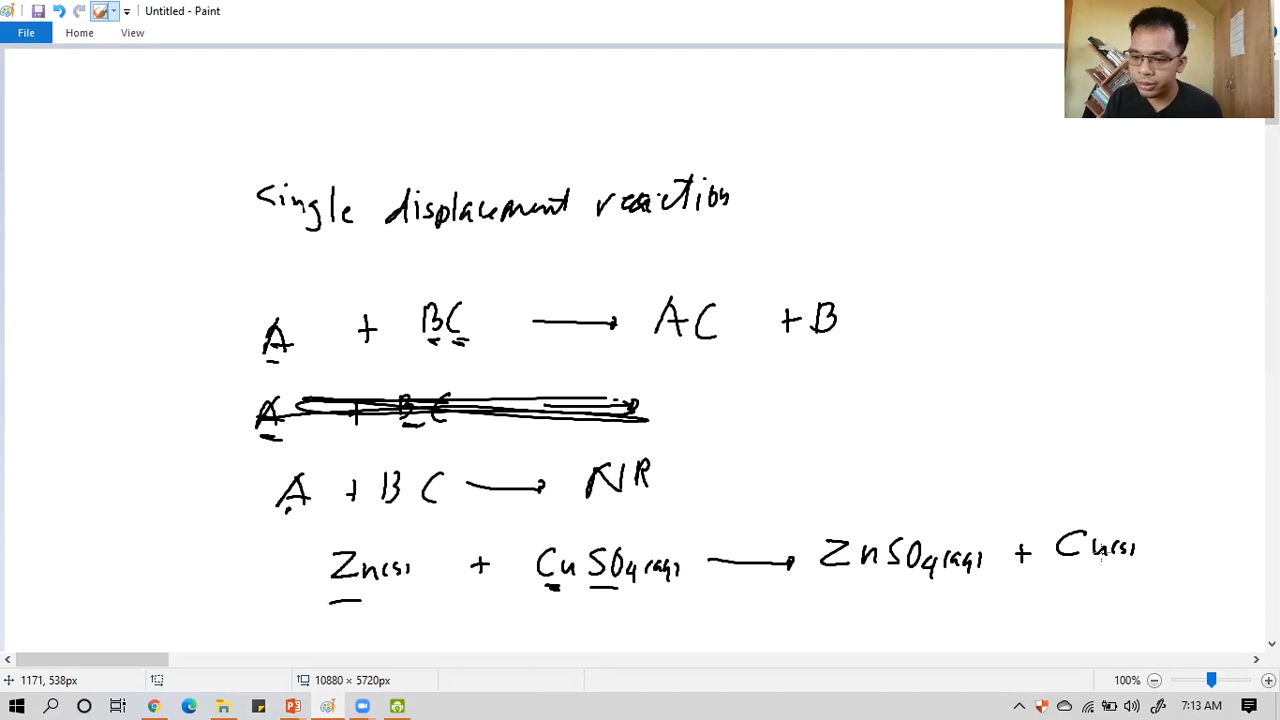 Untitled - Paint
File Home View
single displacement reaction
A + BC → AC + B
A + BC →
A + BC → NR
Zn(s) + CuSO4(aq) → ZnSO4(aq) + Cu(s)
1171, 538px 10880 × 5720px 100%
7:13 AM